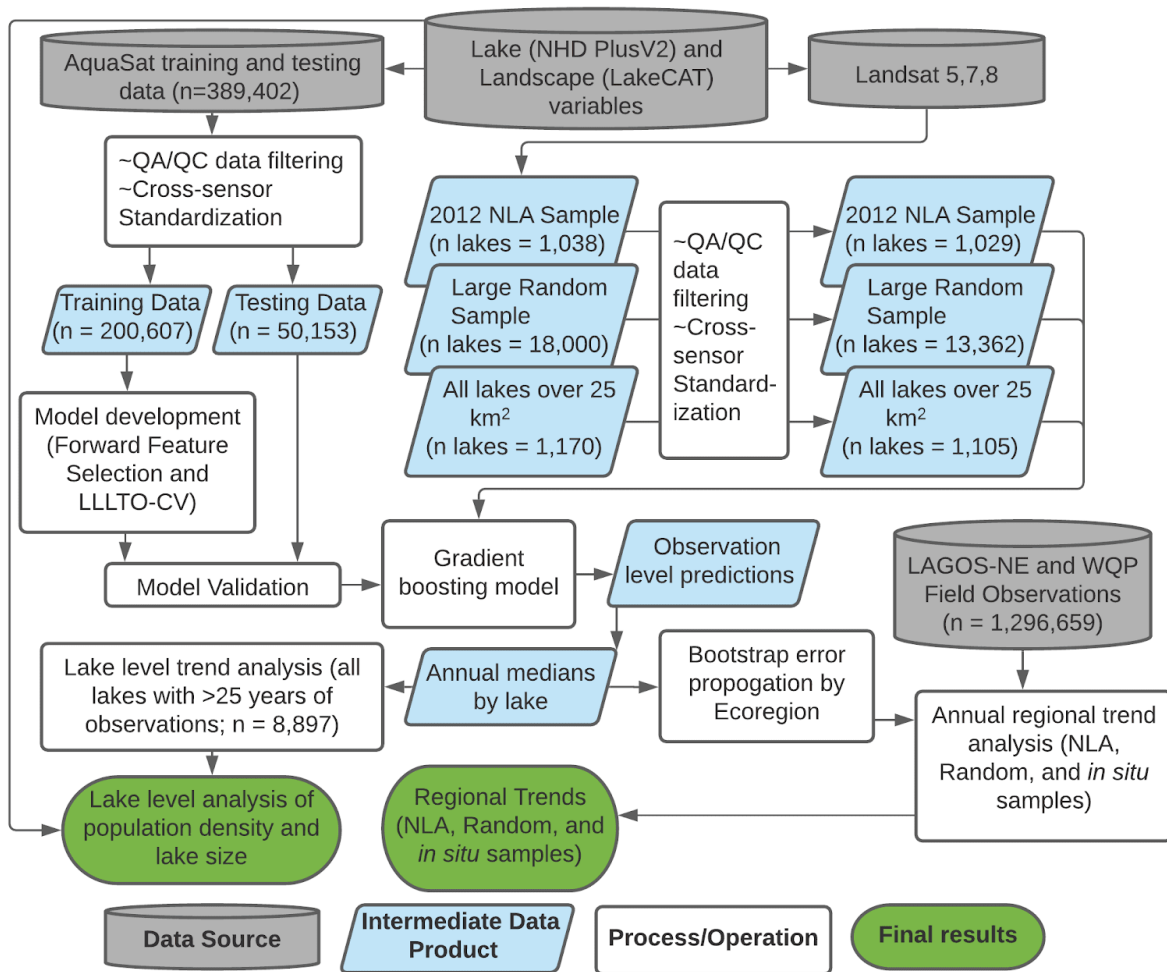 AquaSat training and testing
data (n=389,402)
Lake (NHD PlusV2) and
Landscape (LakeCAT)
variables
Landsat 5,7,8
~QA/QC data filtering
~Cross-sensor
Standardization
Training Data
(n = 200,607)
Testing Data
(n = 50,153)
Model development
(Forward Feature
Selection and
LLLTO-CV)
Model Validation
2012 NLA Sample
(n lakes = 1,038)
Large Random
Sample
(n lakes = 18,000)
All lakes over 25
km²
(n lakes = 1,170)
~QA/QC
data
filtering
~Cross-
sensor
Standard-
ization
2012 NLA Sample
(n lakes = 1,029)
Large Random
Sample
(n lakes = 13,362)
All lakes over 25
km²
(n lakes = 1,105)
Gradient
boosting model
Observation
level predictions
LAGOS-NE and WQP
Field Observations
(n = 1,296,659)
Lake level trend analysis (all
lakes with >25 years of
observations; n = 8,897)
Annual medians
by lake
Bootstrap error
propogation by
Ecoregion
Annual regional trend
analysis (NLA,
Random, and in situ
samples)
Lake level analysis of
population density and
lake size
Regional Trends
(NLA, Random, and
in situ samples)
Data Source
Intermediate Data
Product
Process/Operation
Final results